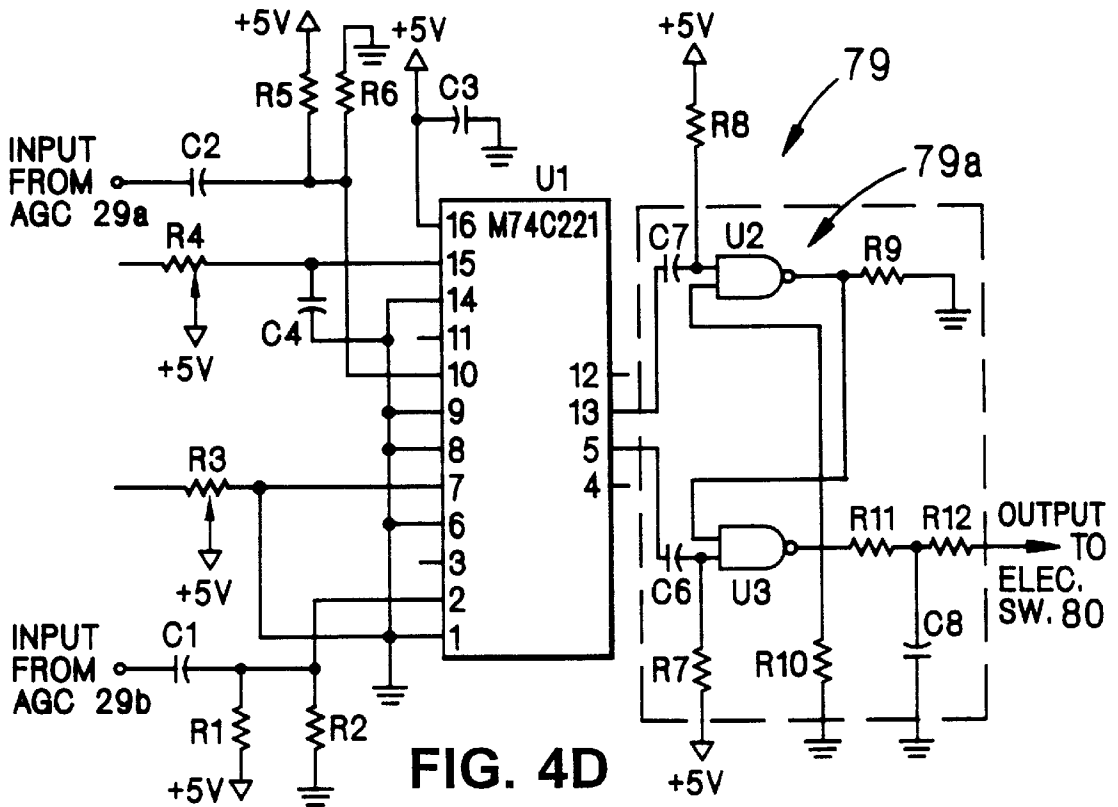 +5V
+5V
+5V
79
R5
R6
C3
R8
INPUT
FROM
AGC 29a
C2
79a
U1
R4
16
M74C221
C7
U2
R9
15
14
C4
11
+5V
10
12
9
13
R3
8
5
7
4
6
R11
R12
OUTPUT
TO
ELEC.
SW. 80
3
+5V
C6
U3
2
INPUT
FROM
AGC 29b
C1
1
C8
R7
R10
R1
R2
+5V
FIG. 4D
+5V